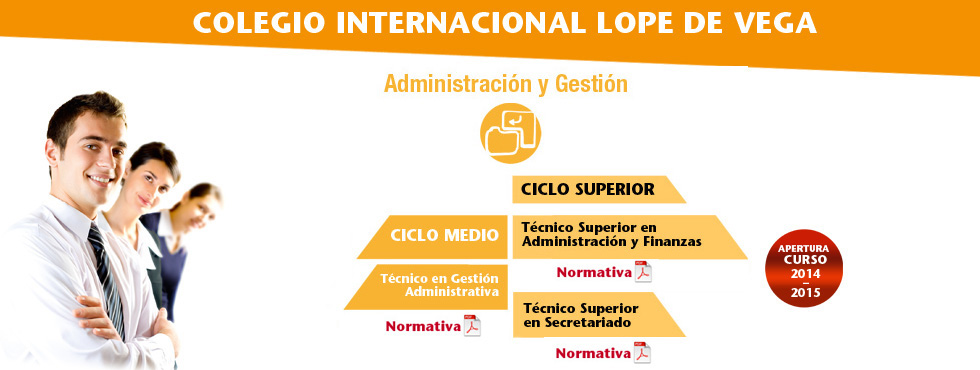 COLEGIO INTERNACIONAL LOPE DE VEGA
Administración y Gestión
CICLO SUPERIOR
CICLO MEDIO
Técnico Superior en
Administración y Finanzas
Normativa
Técnico en Gestión
Administrativa
Normativa
Técnico Superior
en Secretariado
Normativa
APERTURA
CURSO
2014
–
2015